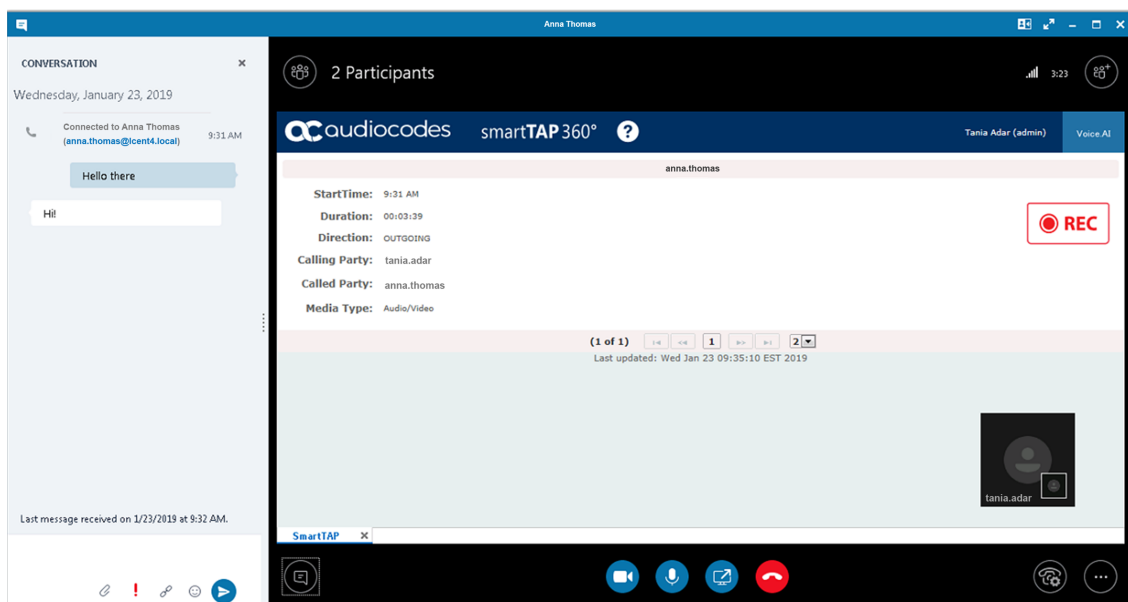 Anna Thomas
CONVERSATION
Wednesday, January 23, 2019
Connected to Anna Thomas
(anna.thomas@lcent4.local)
9:31 AM
Hello there
Hi!
Last message received on 1/23/2019 at 9:32 AM.
2 Participants
3:23
audiocodes smartTAP 360° ?
Tania Adar (admin)
Voice.AI
anna.thomas
StartTime: 9:31 AM
Duration: 00:03:39
Direction: OUTGOING
Calling Party: tania.adar
Called Party: anna.thomas
Media Type: Audio/Video
REC
(1 of 1) 1 2
Last updated: Wed Jan 23 09:35:10 EST 2019
tania.adar
SmartTAP